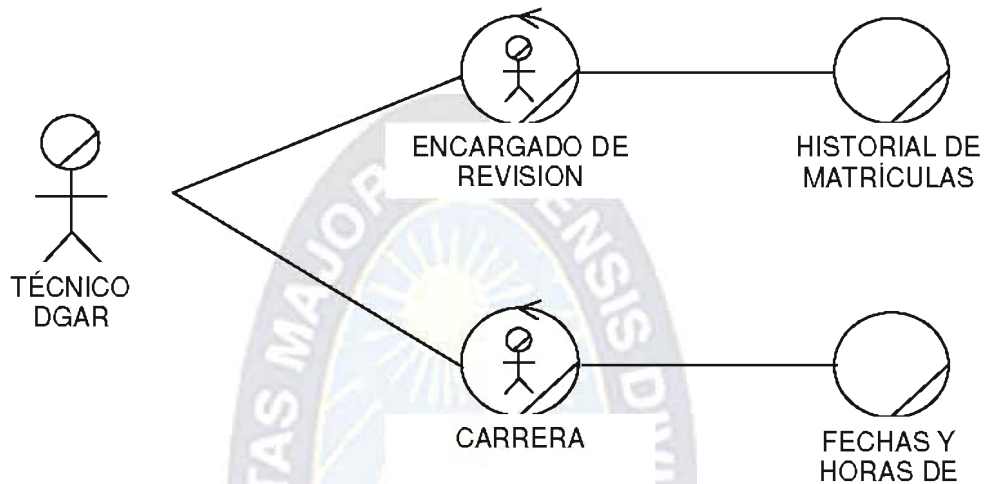 ENCARGADO DE
REVISION
HISTORIAL DE
MATRÍCULAS
TÉCNICO
DGAR
CARRERA
FECHAS Y
HORAS DE